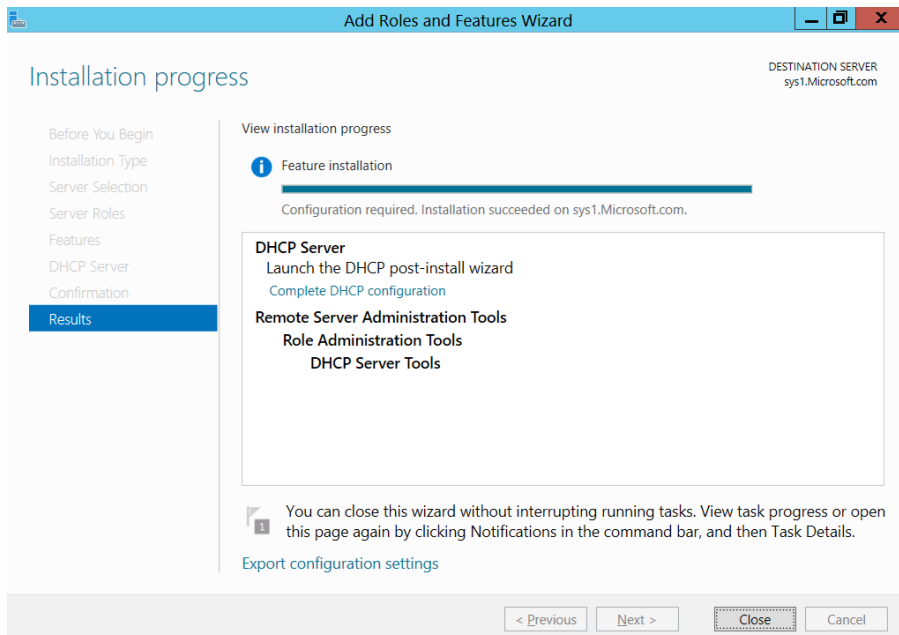 Add Roles and Features Wizard
Installation progress
DESTINATION SERVER
sys1.Microsoft.com
Before You Begin
Installation Type
Server Selection
Server Roles
Features
DHCP Server
Confirmation
Results
View installation progress
Feature installation
Configuration required. Installation succeeded on sys1.Microsoft.com.
DHCP Server
Launch the DHCP post-install wizard
Complete DHCP configuration
Remote Server Administration Tools
Role Administration Tools
DHCP Server Tools
1
You can close this wizard without interrupting running tasks. View task progress or open
this page again by clicking Notifications in the command bar, and then Task Details.
Export configuration settings
< Previous
Next >
Close
Cancel